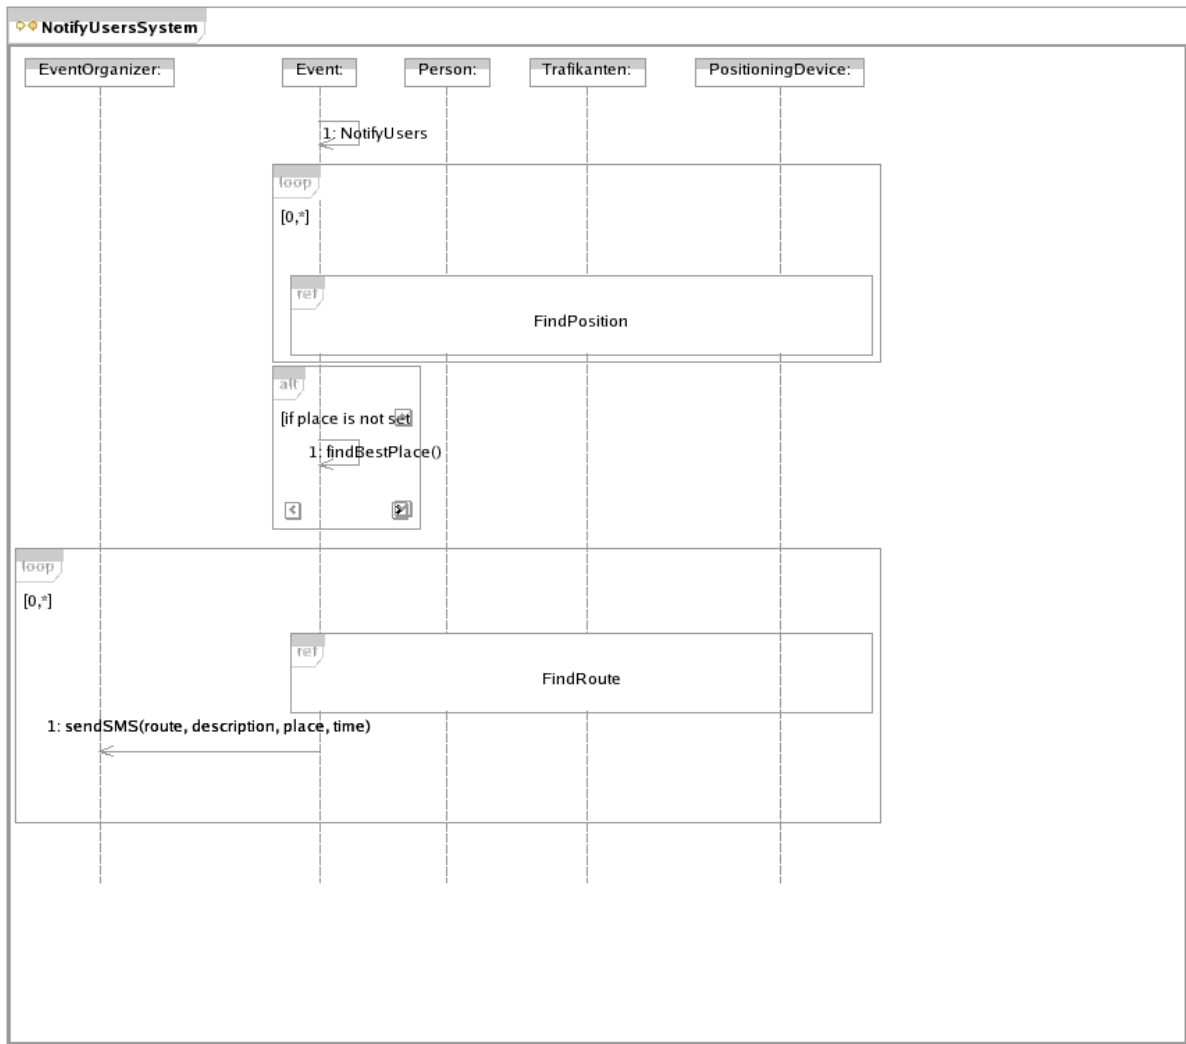 NotifyUsersSystem
EventOrganizer: Event: Person: Trafikanten: PositioningDevice:
1: NotifyUsers
loop
[0,*]
ref
FindPosition
alt
[if place is not set
1: findBestPlace()
loop
[0,*]
ref
FindRoute
1: sendSMS(route, description, place, time)